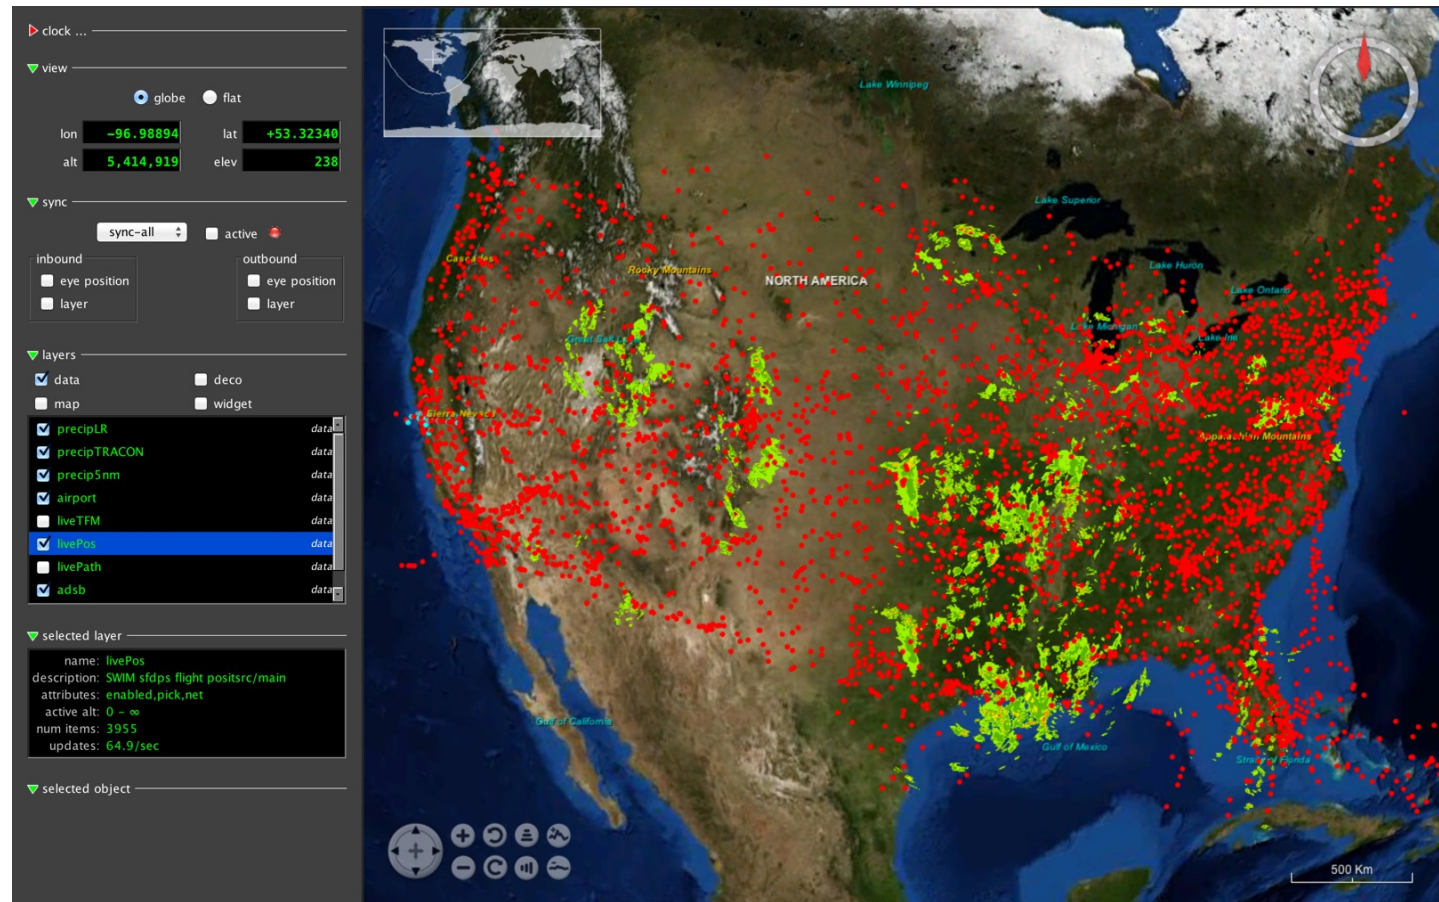 clock ...
view
globe flat
lon -96.98894 lat +53.32340
alt 5,414,919 elev 238
sync
sync-all active
inbound outbound
eye position eye position
layer layer
layers
data deco
map widget
precipLR data
precipTRACON data
precip5nm data
airport data
liveTFM data
livePos data
livePath data
adsb data
selected layer
name: livePos
description: SWIM sfdps flight positsrc/main
attributes: enabled,pick,net
active alt: 0 - ∞
num items: 3955
updates: 64.9/sec
selected object
Lake Winnipeg
Lake Superior
Cascades
Rocky Mountains
NORTH AMERICA
Lake Huron
Lake Ontario
Lake Michigan
Lake Erie
Great Salt Lake
Sierra Nevada
Appalachian Mountains
Gulf of California
Gulf of Mexico
Straits of Florida
500 Km